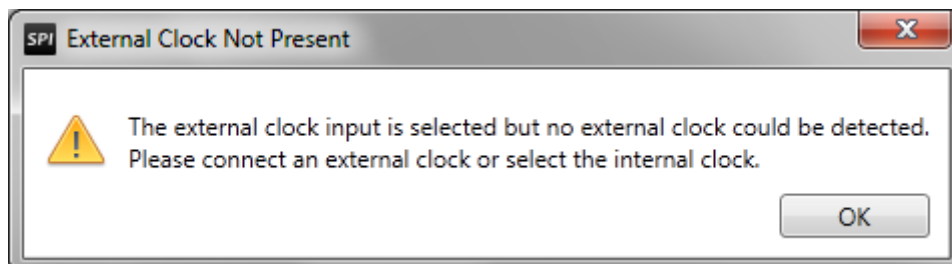 SPI External Clock Not Present
The external clock input is selected but no external clock could be detected.
Please connect an external clock or select the internal clock.
OK